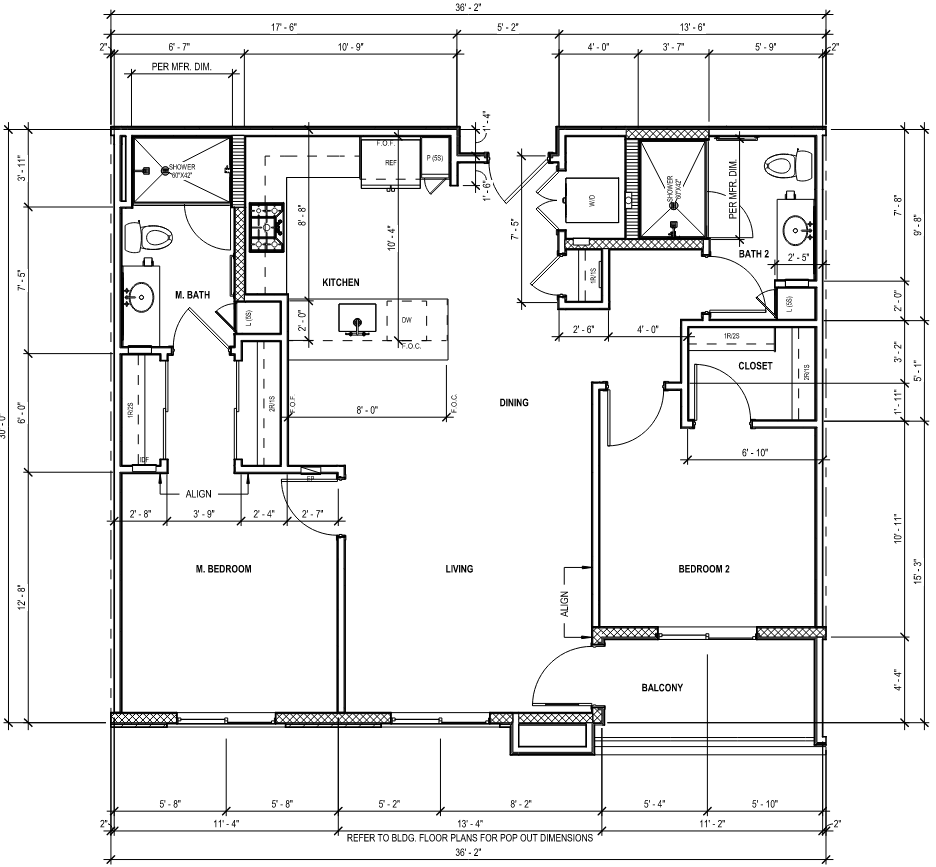 36' - 2"
17' - 6"
5' - 2"
13' - 6"
2"
6' - 7"
10' - 9"
4' - 0"
3' - 7"
5' - 9"
2"
PER MFR. DIM.
1' - 4"
1' - 6"
3' - 11"
7' - 5"
6' - 0"
12' - 8"
30' - 0"
SHOWER
60"X42"
F.O.F.
REF
P (5S)
8' - 8"
10' - 4"
7' - 5"
W/D
SHOWER
60"X42"
PER MFR. DIM.
BATH 2
2' - 5"
7' - 8"
9' - 8"
KITCHEN
M. BATH
L (5S)
2' - 0"
DW
F.O.C.
1R/1S
L (5S)
2' - 0"
2' - 6"
4' - 0"
1R/2S
CLOSET
2R/1S
3' - 2"
5' - 1"
1' - 11"
1R/2S
2R/1S
F.O.F.
8' - 0"
F.O.C.
DINING
IDF
EP
6' - 10"
ALIGN
2' - 8"
3' - 9"
2' - 4"
2' - 7"
M. BEDROOM
LIVING
BEDROOM 2
ALIGN
10' - 11"
15' - 3"
BALCONY
4' - 4"
5' - 8"
5' - 8"
5' - 2"
8' - 2"
5' - 4"
5' - 10"
2"
11' - 4"
13' - 4"
11' - 2"
2"
REFER TO BLDG. FLOOR PLANS FOR POP OUT DIMENSIONS
36' - 2"